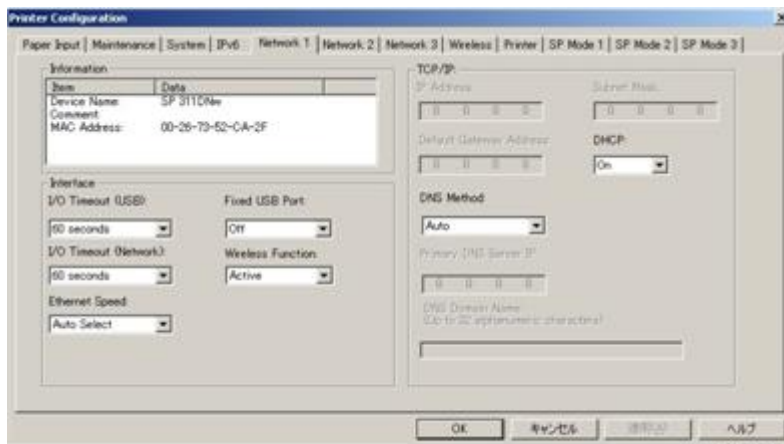 Printer Configuration
Paper Input | Maintenance | System | IPv6 | Network 1 | Network 2 | Network 3 | Wireless | Printer | SP Mode 1 | SP Mode 2 | SP Mode 3
Information
Item Data
Device Name: SP 311DNw
Comment:
MAC Address: 00-26-73-52-CA-2F
Interface
I/O Timeout (USB):
60 seconds
Fixed USB Port:
Off
I/O Timeout (Network):
60 seconds
Wireless Function:
Active
Ethernet Speed:
Auto Select
TCP/IP:
IP Address: Subnet Mask:
0 0 0 0 0 0 0 0
Default Gateway Address: DHCP:
0 0 0 0 On
DNS Method:
Auto
Primary DNS Server IP:
0 0 0 0
DNS Domain Name:
(Up to 32 alphanumeric characters)
OK キャンセル 適用(A) ヘルプ